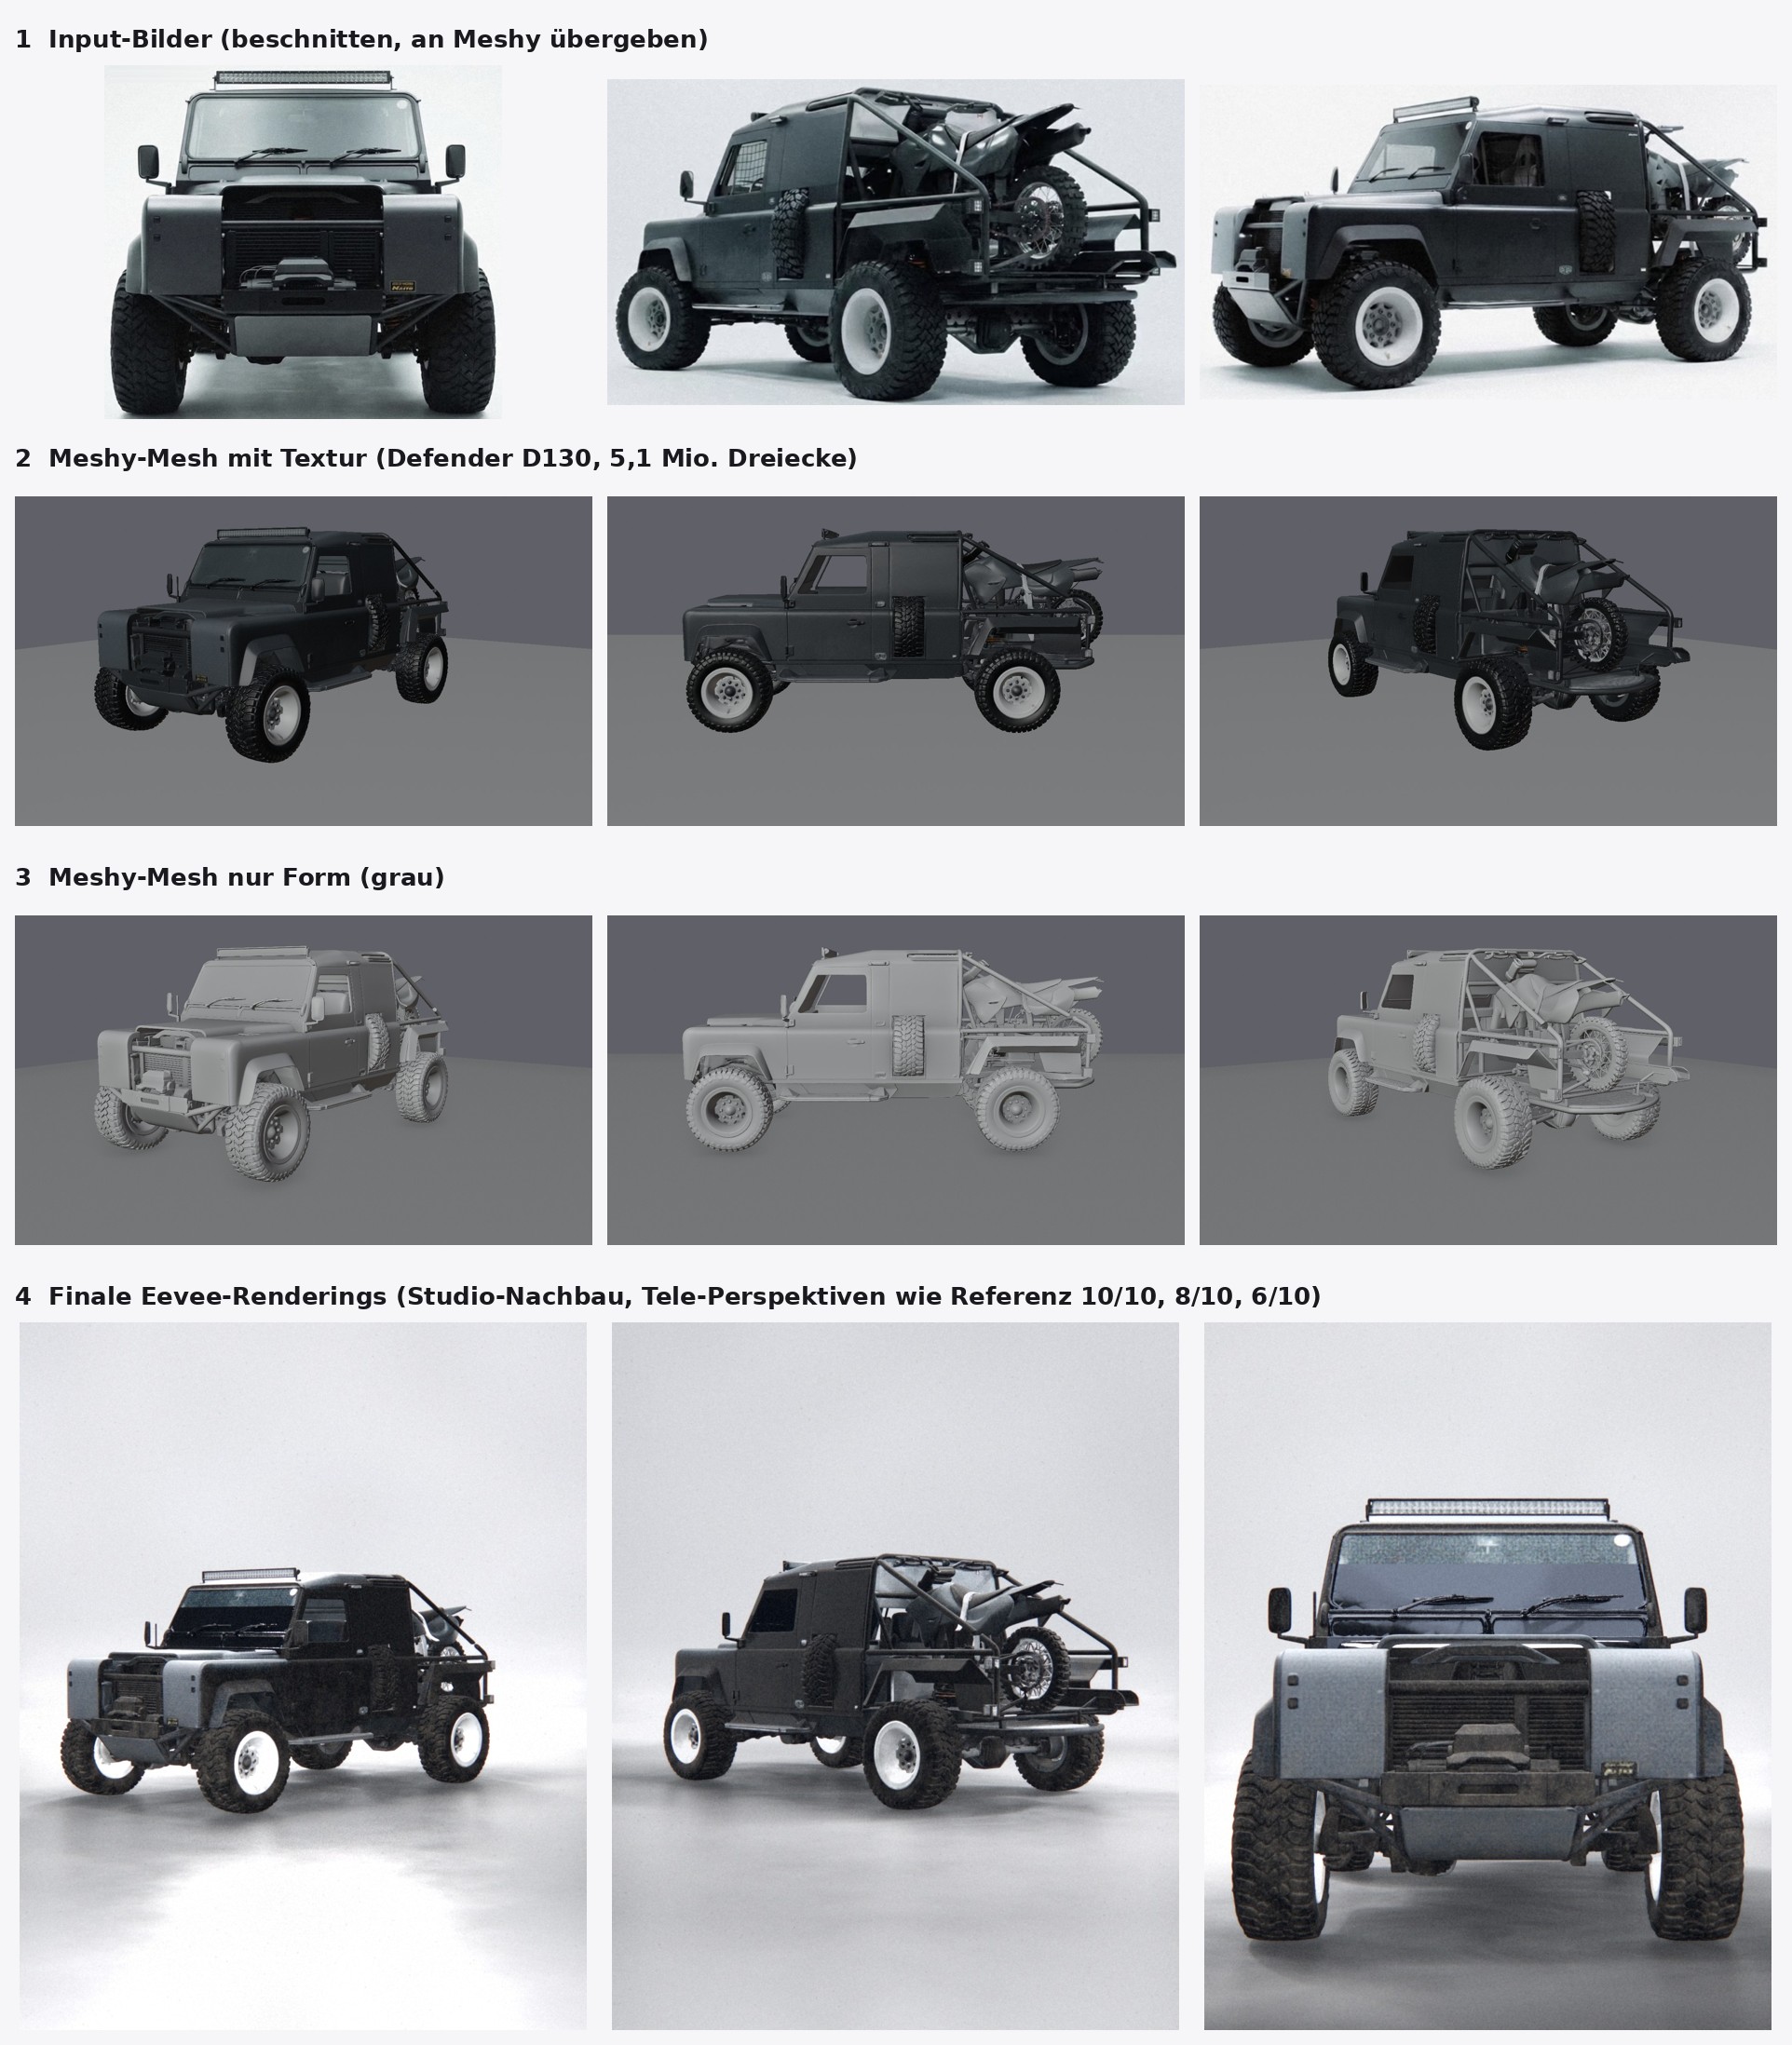 1 Input-Bilder (beschnitten, an Meshy übergeben)
2 Meshy-Mesh mit Textur (Defender D130, 5,1 Mio. Dreiecke)
3 Meshy-Mesh nur Form (grau)
4 Finale Eevee-Renderings (Studio-Nachbau, Tele-Perspektiven wie Referenz 10/10, 8/10, 6/10)